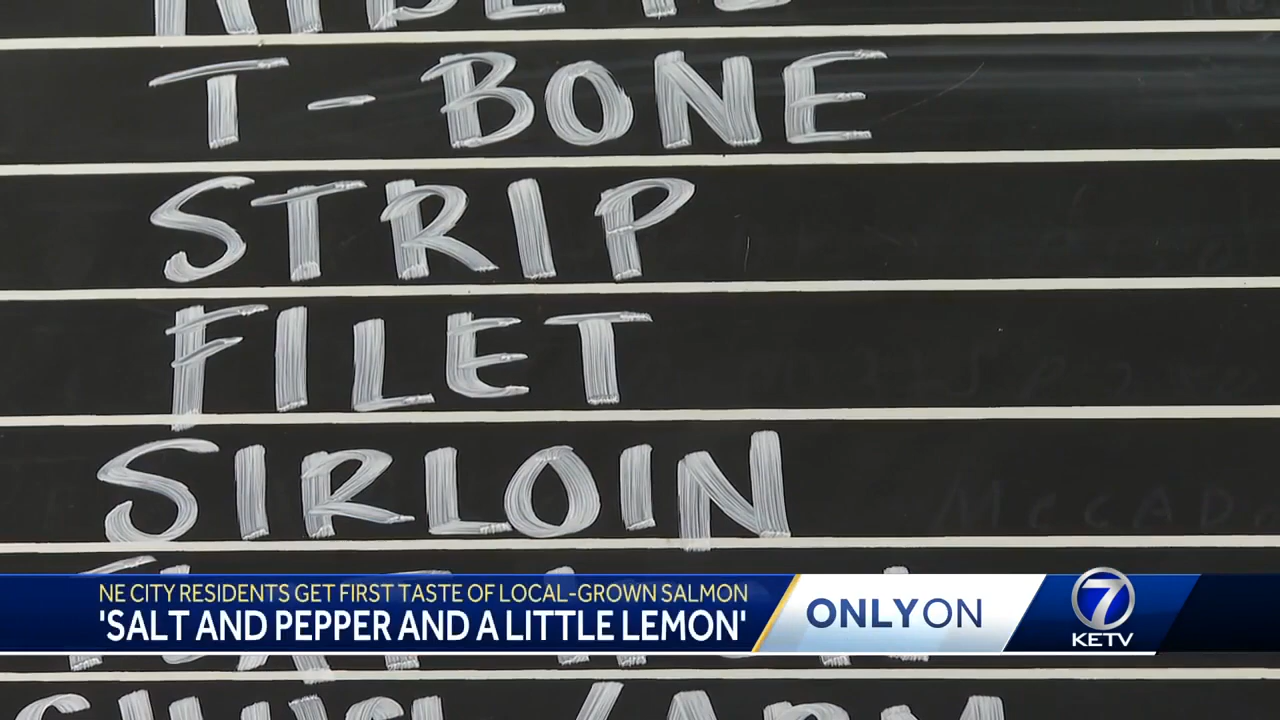 T-BONE
STRIP
FILET
SIRLOIN
NE CITY RESIDENTS GET FIRST TASTE OF LOCAL-GROWN SALMON
'SALT AND PEPPER AND A LITTLE LEMON'
ONLY ON
7
KETV